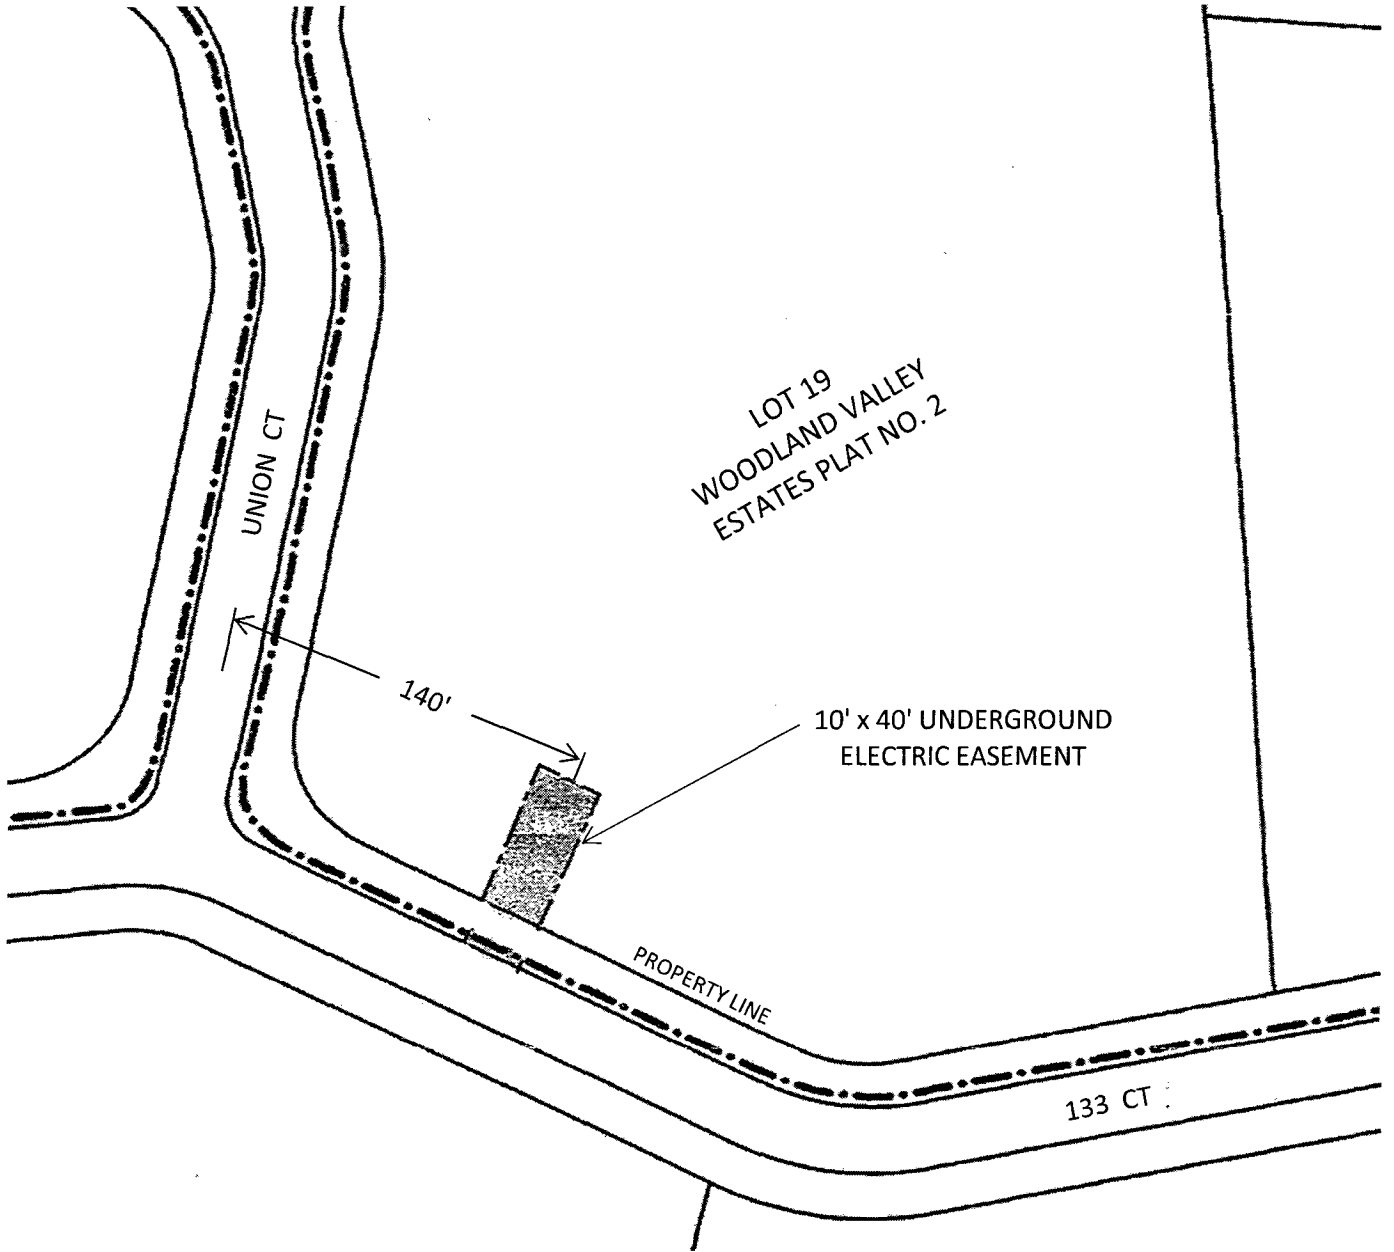 LOT 19
WOODLAND VALLEY
ESTATES PLAT NO. 2
UNION CT
140'
10' x 40' UNDERGROUND
ELECTRIC EASEMENT
PROPERTY LINE
133 CT